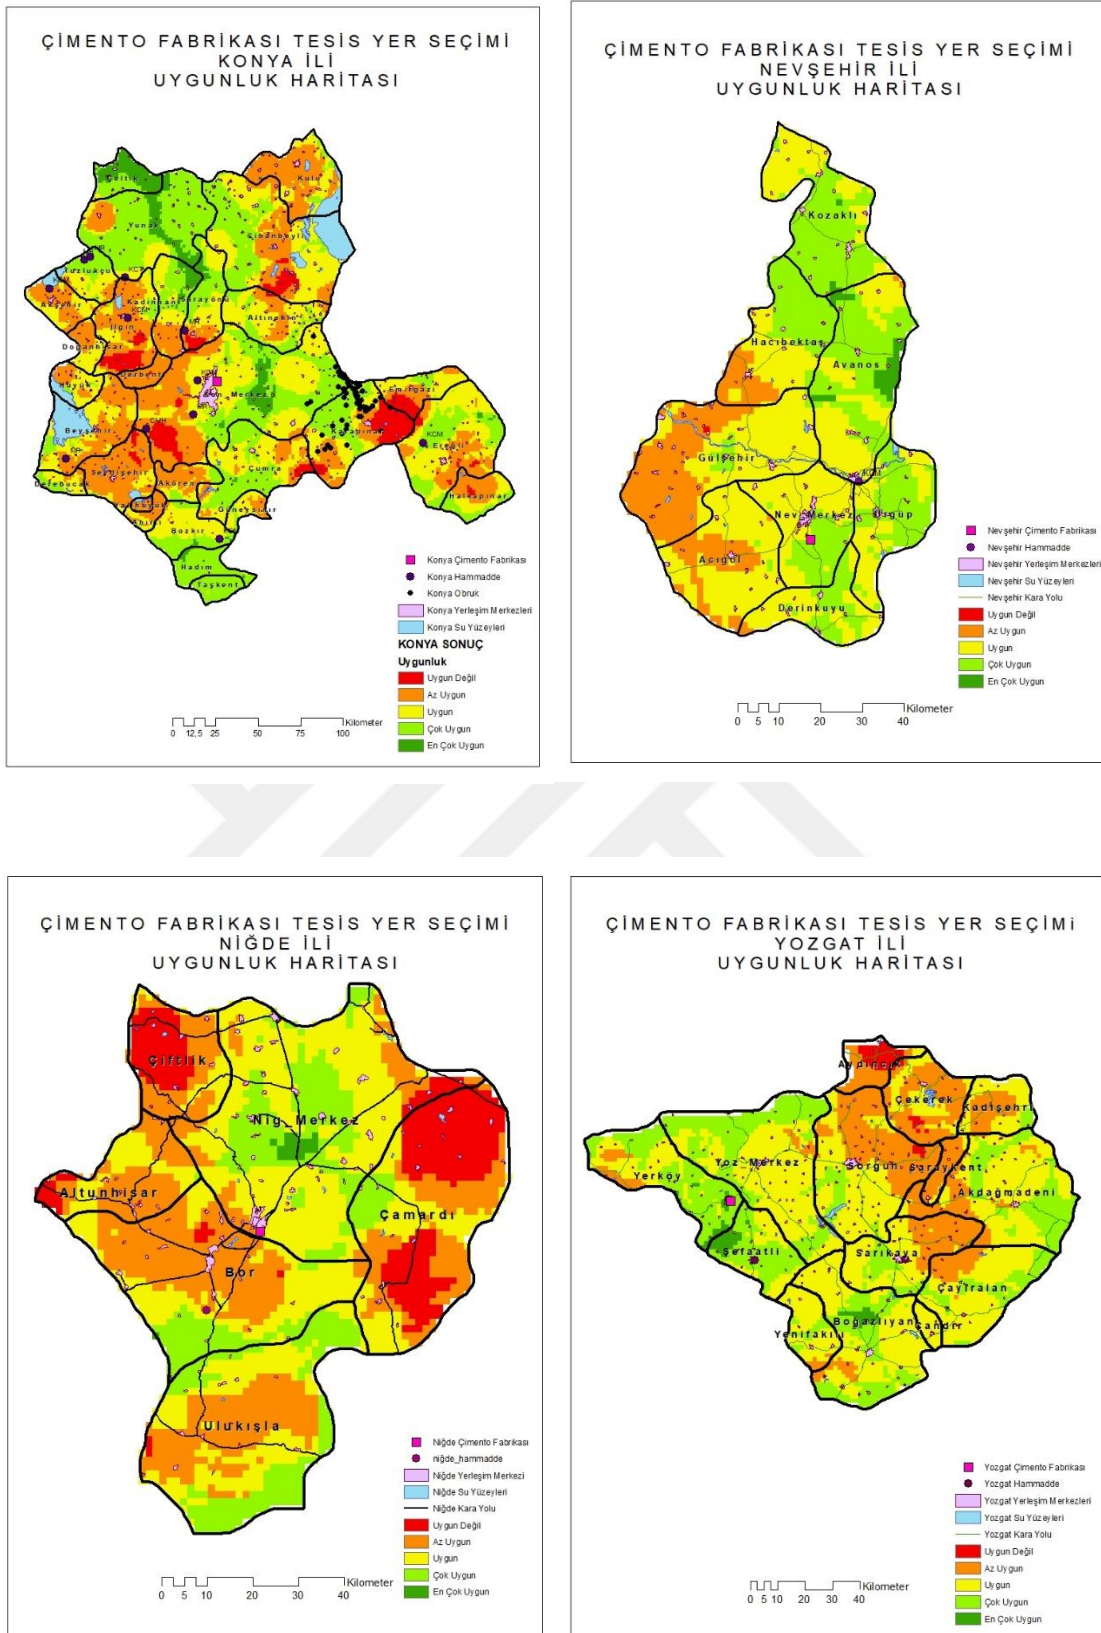 ÇİMENTO FABRİKASI TESİS YER SEÇİMİ
KONYA İLİ
UYGUNLUK HARİTASI
Çeltik
Kulu
Yunak
Cihanbeyli
Tuzlukçu
Akşehir
Kadınhanı
Sarayönü
Ilgın
Altınekin
Doğanhisar
Derbent
Hüyük
Emirgazi
Karapınar
Beyşehir
Ereğli
KCM
Seydişehir
Çumra
Derebucak
Akören
Halkapınar
Yalıhüyük
Güneysınır
Ahırlı
Bozkır
Hadim
Taşkent
Konya Çimento Fabrikası
Konya Hammadde
Konya Obruk
Konya Yerleşim Merkezleri
Konya Su Yüzeyleri
KONYA SONUÇ
Uygunluk
Uygun Değil
Az Uygun
Uygun
Çok Uygun
En Çok Uygun
Kilometer
0 12,5 25 50 75 100
ÇİMENTO FABRİKASI TESİS YER SEÇİMİ
NEVŞEHİR İLİ
UYGUNLUK HARİTASI
Kozaklı
Hacıbektaş
Avanos
Gülşehir
KCM
Nev_Merkez
Ürgüp
Acıgöl
Derinkuyu
Nevşehir Çimento Fabrikası
Nevşehir Hammadde
Nevşehir Yerleşim Merkezleri
Nevşehir Su Yüzeyleri
Nevşehir Kara Yolu
Uygun Değil
Az Uygun
Uygun
Çok Uygun
En Çok Uygun
Kilometer
0 5 10 20 30 40
ÇİMENTO FABRİKASI TESİS YER SEÇİMİ
NİĞDE İLİ
UYGUNLUK HARİTASI
Çiftlik
Nig_Merkez
Altunhisar
Çamardı
Bor
Ulukışla
Niğde Çimento Fabrikası
niğde_hammadde
Niğde Yerleşim Merkezi
Niğde Su Yüzeyleri
Niğde Kara Yolu
Uygun Değil
Az Uygun
Uygun
Çok Uygun
En Çok Uygun
Kilometer
0 5 10 20 30 40
ÇİMENTO FABRİKASI TESİS YER SEÇİMi
YOZGAT İLİ
UYGUNLUK HARİTASI
Aydıncık
Çekerek
Kadışehri
Yoz_Merkez
Sorgun
Saraykent
Yerköy
Akdağmadeni
Şefaatli
Sarıkaya
Çayıralan
Boğazlıyan
Çandır
Yenifakılı
Yozgat Çimento Fabrikası
Yozgat Hammadde
Yozgat Yerleşim Merkezleri
Yozgat Su Yüzeyleri
Yozgat Kara Yolu
Uygun Değil
Az Uygun
Uygun
Çok Uygun
En Çok Uygun
Kilometer
0 5 10 20 30 40